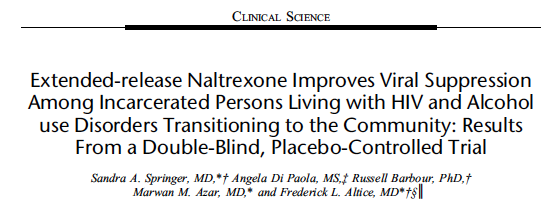 CLINICAL SCIENCE
Extended-release Naltrexone Improves Viral Suppression
Among Incarcerated Persons Living with HIV and Alcohol
use Disorders Transitioning to the Community: Results
From a Double-Blind, Placebo-Controlled Trial
Sandra A. Springer, MD,*† Angela Di Paola, MS,‡ Russell Barbour, PhD,†
Marwan M. Azar, MD,* and Frederick L. Altice, MD*†§‖